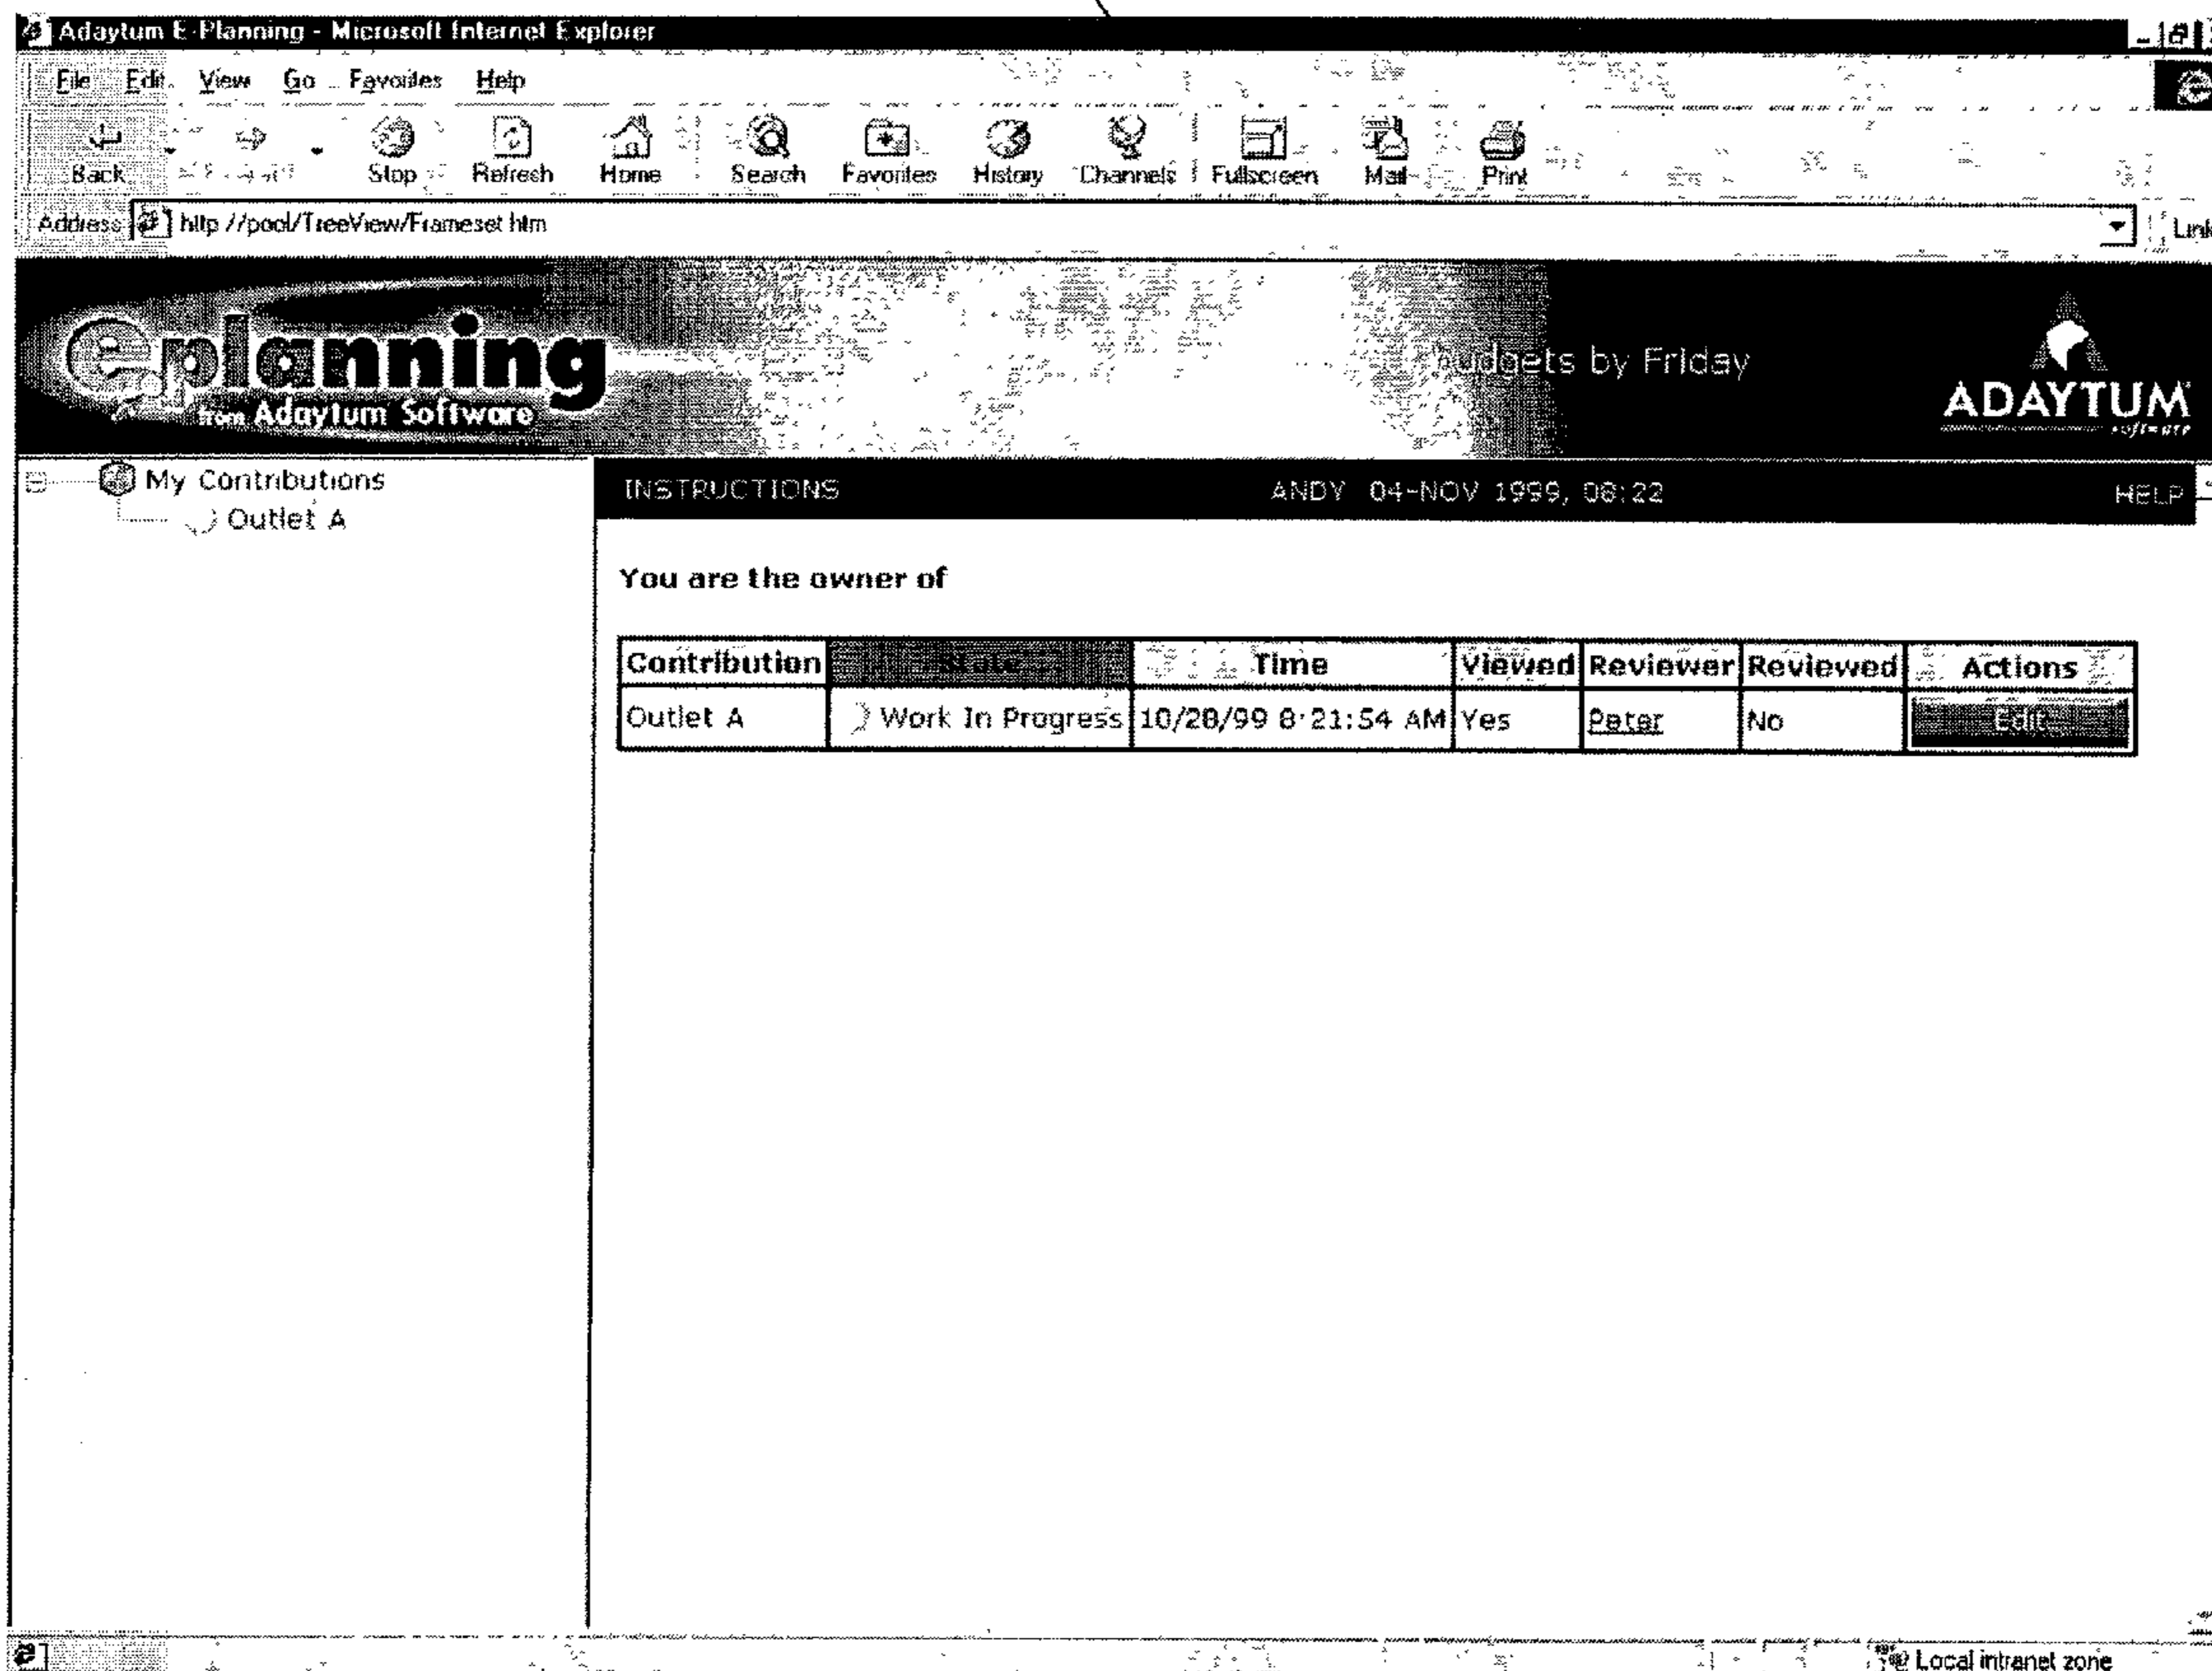 Adaytum E-Planning - Microsoft Internet Explorer
File Edit View Go Favorites Help
Back Stop Refresh Home Search Favorites History Channels Fullscreen Mail Print
Address http //pool/TreeView/Frameset htm
e.planning
from Adaytum Software
budgets by Friday
ADAYTUM
software
My Contributions
Outlet A
INSTRUCTIONS ANDY 04-NOV 1999, 08:22 HELP
You are the owner of
Contribution State Time Viewed Reviewer Reviewed Actions
Outlet A Work In Progress 10/28/99 8:21:54 AM Yes Peter No Edit
Local intranet zone